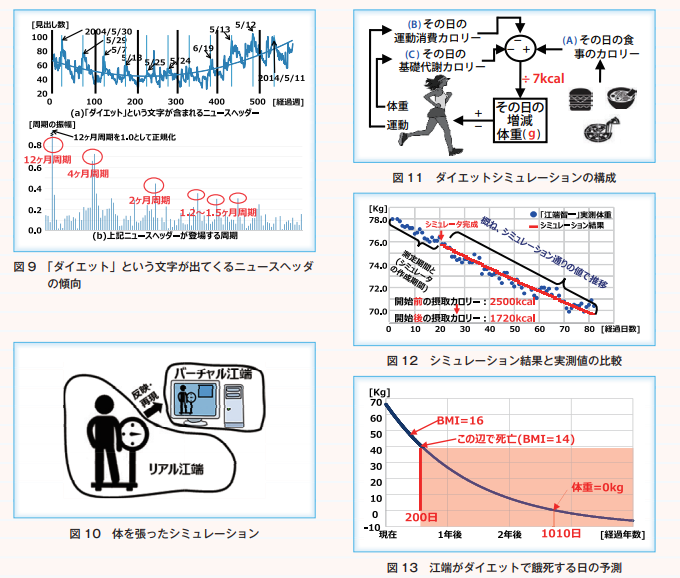 [見出し数]
100
80
60
40
20
2004/5/30
5/29
5/7
5/13
5/25
5/24
6/19
5/13
5/12
2014/5/11
0
100
200
300
400
500
[経過週]
(a)「ダイエット」という文字が含まれるニュースヘッダー
[周期の振幅]
12ヶ月周期を1.0として正規化
0.8
0.6
0.4
0.2
0.0
12ヶ月周期
4ヶ月周期
2ヶ月周期
1.2～1.5ヶ月周期
(b)上記ニュースヘッダーが登場する周期
図9 「ダイエット」という文字が出てくるニュースヘッダ
の傾向
バーチャル江端
反映・
再現
リアル江端
図10 体を張ったシミュレーション
(B) その日の
運動消費カロリー
(C) その日の
基礎代謝カロリー
− +
(A) その日の食
事のカロリー
÷7kcal
体重
運動
+
−
その日の
増減
体重(g)
図11 ダイエットシミュレーションの構成
[Kg]
78.0
76.0
74.0
72.0
70.0
シミュレータ完成
「江端智一」実測体重
シミュレーション結果
概ね、シミュレーション通りの値で推移
測定期間と
(シミュレータ
の作成期間)
開始前の摂取カロリー：2500kcal
開始後の摂取カロリー：1720kcal
0 10 20 30 40 50 60 70 80 [経過日数]
図12 シミュレーション結果と実測値の比較
[Kg]
70
60
50
40
30
20
10
0
-10
BMI=16
この辺で死亡(BMI=14)
体重=0kg
200日
1010日
現在
1年後
2年後
[経過年数]
図13 江端がダイエットで餓死する日の予測